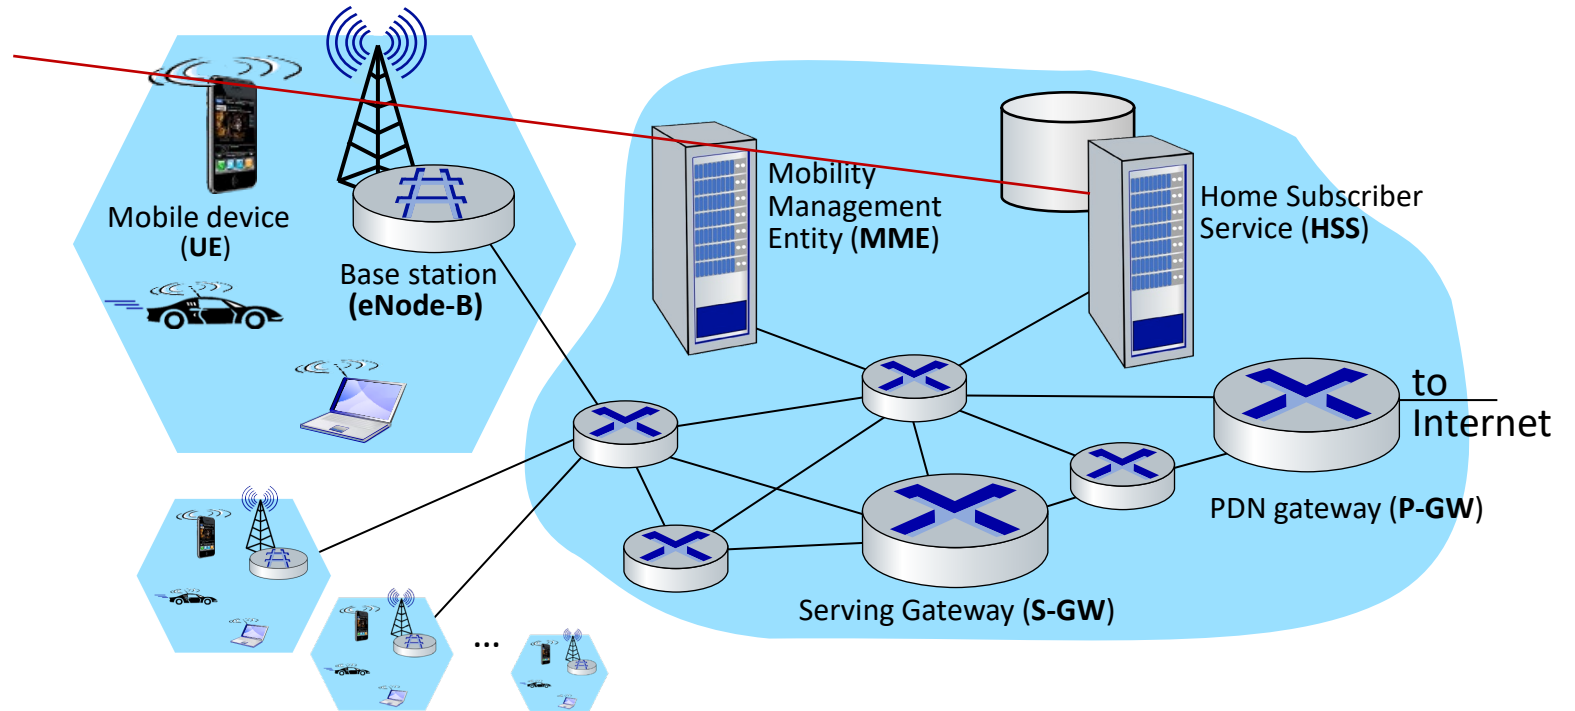 Mobile device
(UE)
Base station
(eNode-B)
Mobility
Management
Entity (MME)
Home Subscriber
Service (HSS)
to
Internet
PDN gateway (P-GW)
Serving Gateway (S-GW)
...